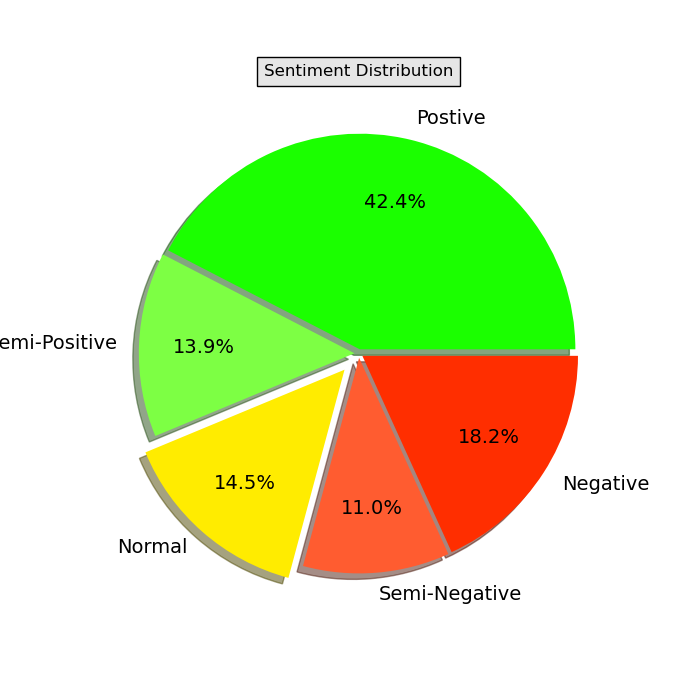 Sentiment Distribution
Postive
42.4%
emi-Positive
13.9%
18.2%
14.5%
Negative
11.0%
Normal
Semi-Negative